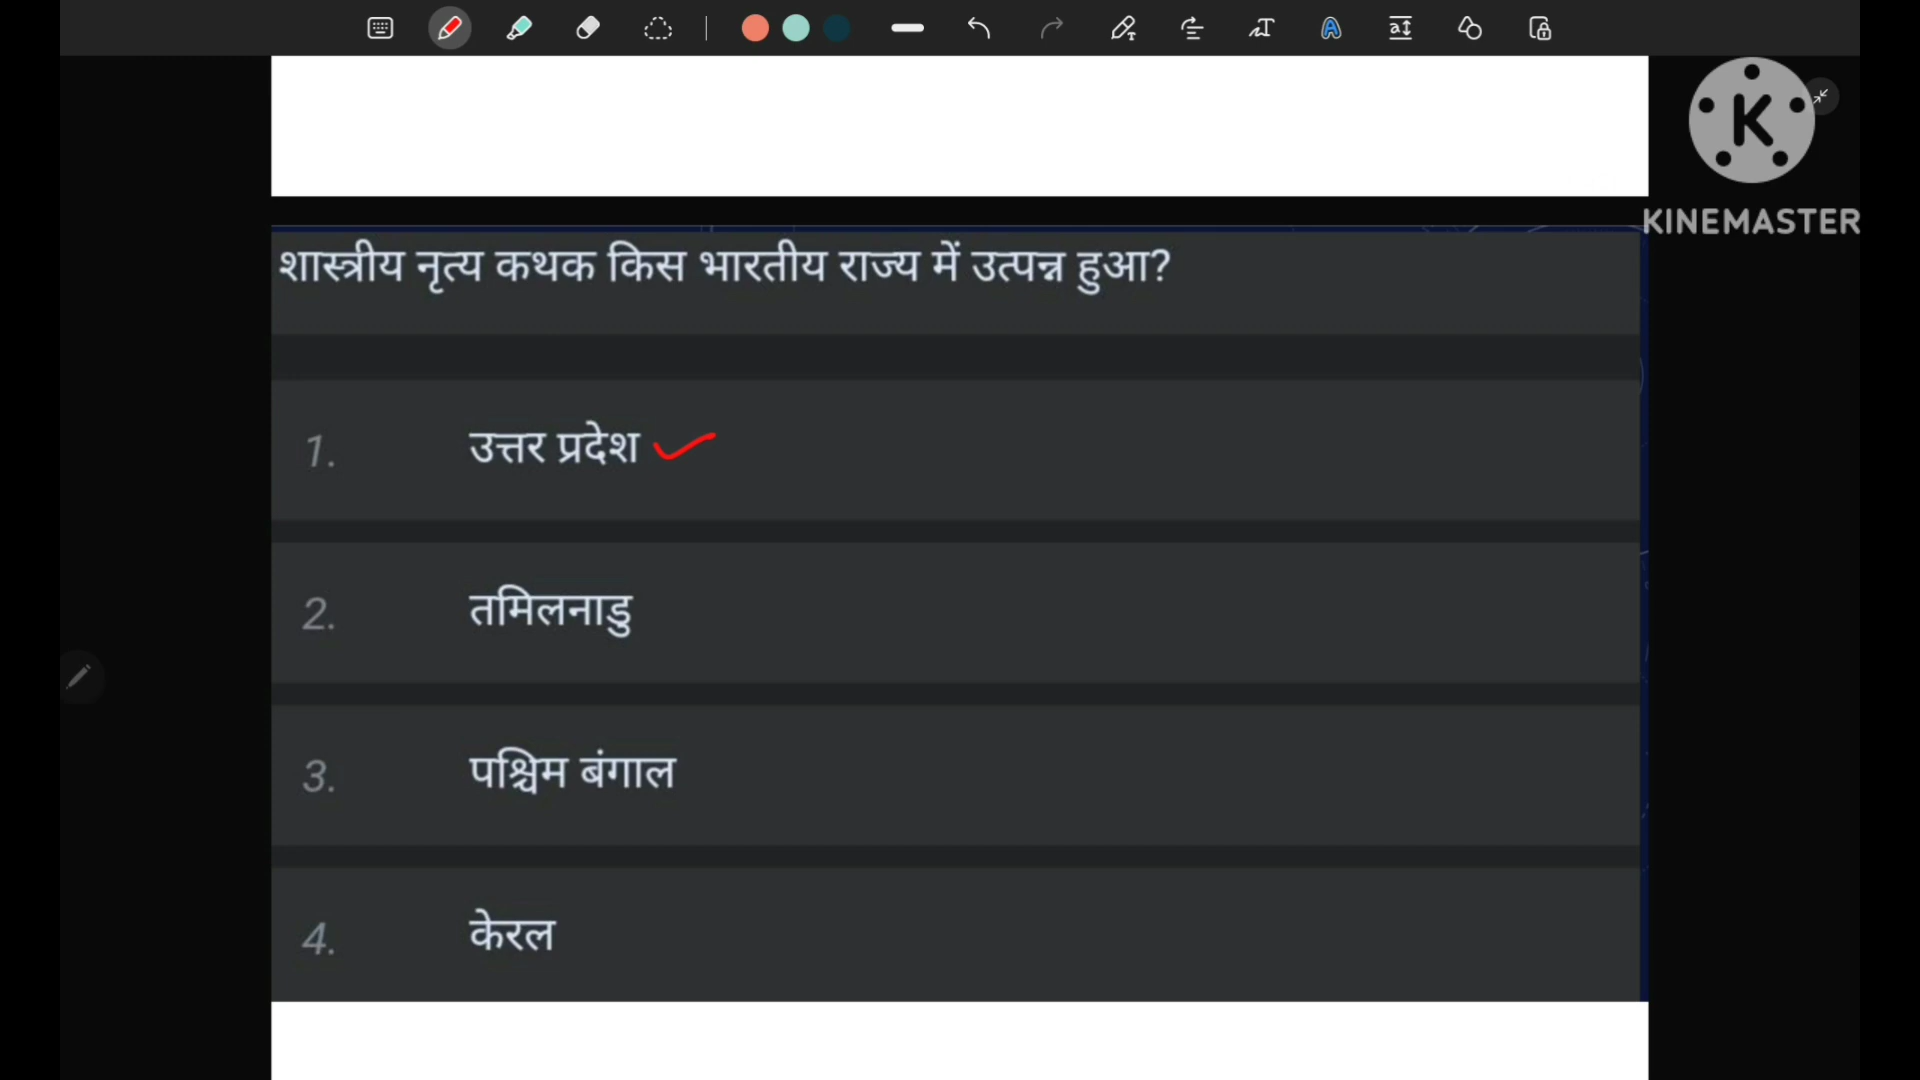 K
KINEMASTER
शास्त्रीय नृत्य कथक किस भारतीय राज्य में उत्पन्न हुआ?
1. उत्तर प्रदेश
2. तमिलनाडु
3. पश्चिम बंगाल
4. केरल